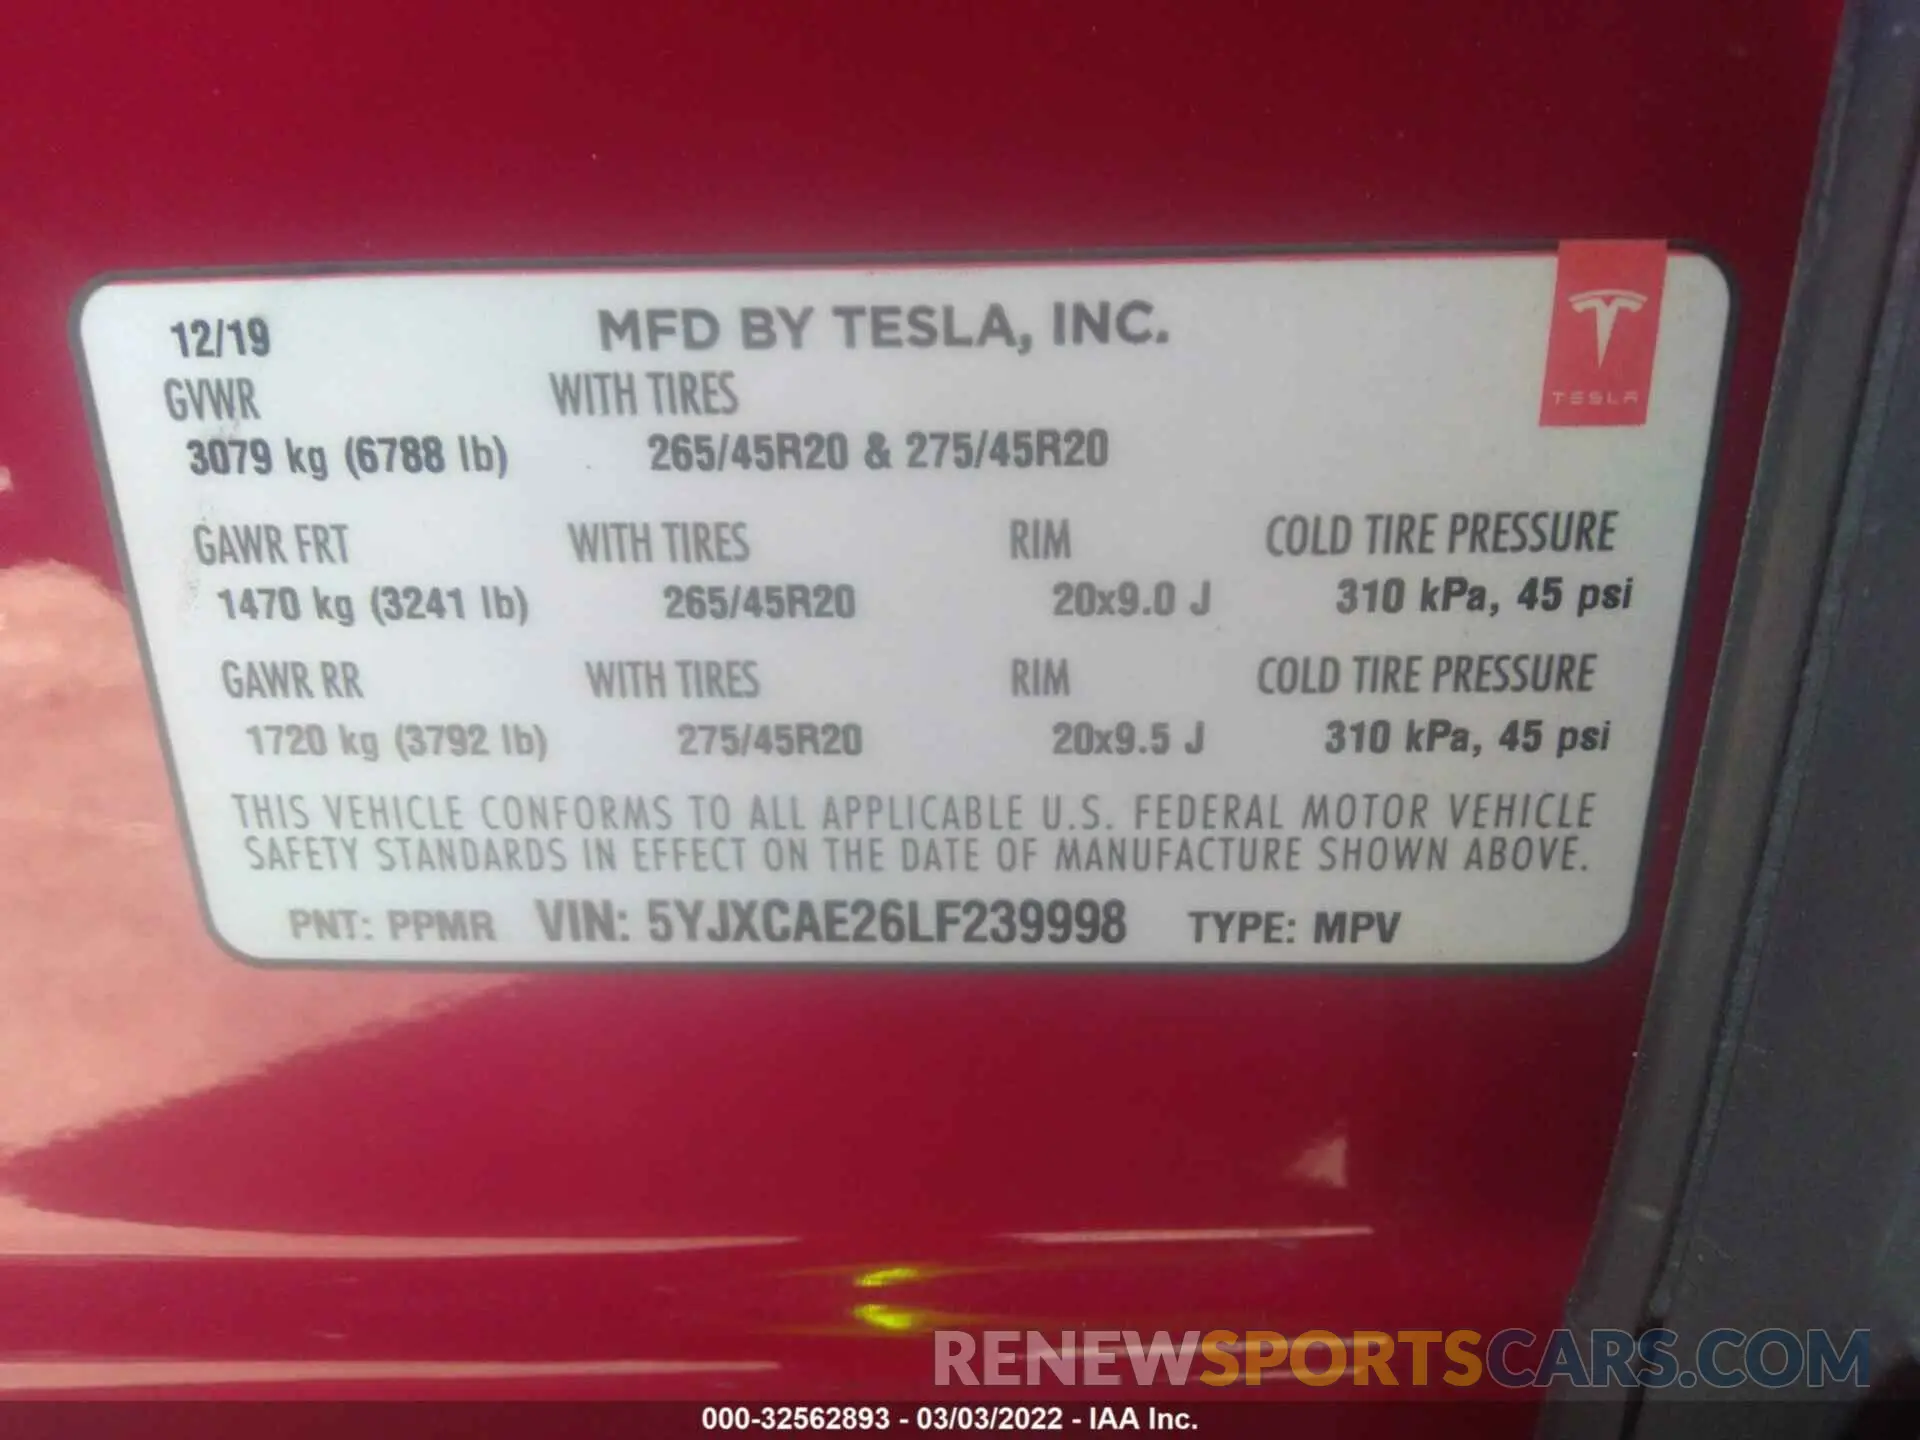 12/19 MFD BY TESLA, INC.
TESLA
GVWR WITH TIRES
3079 kg (6788 lb) 265/45R20 & 275/45R20
GAWR FRT WITH TIRES RIM COLD TIRE PRESSURE
1470 kg (3241 lb) 265/45R20 20x9.0 J 310 kPa, 45 psi
GAWR RR WITH TIRES RIM COLD TIRE PRESSURE
1720 kg (3792 lb) 275/45R20 20x9.5 J 310 kPa, 45 psi
THIS VEHICLE CONFORMS TO ALL APPLICABLE U.S. FEDERAL MOTOR VEHICLE
SAFETY STANDARDS IN EFFECT ON THE DATE OF MANUFACTURE SHOWN ABOVE.
PNT: PPMR VIN: 5YJXCAE26LF239998 TYPE: MPV
RENEWSPORTSCARS.COM
000-32562893 - 03/03/2022 - IAA Inc.